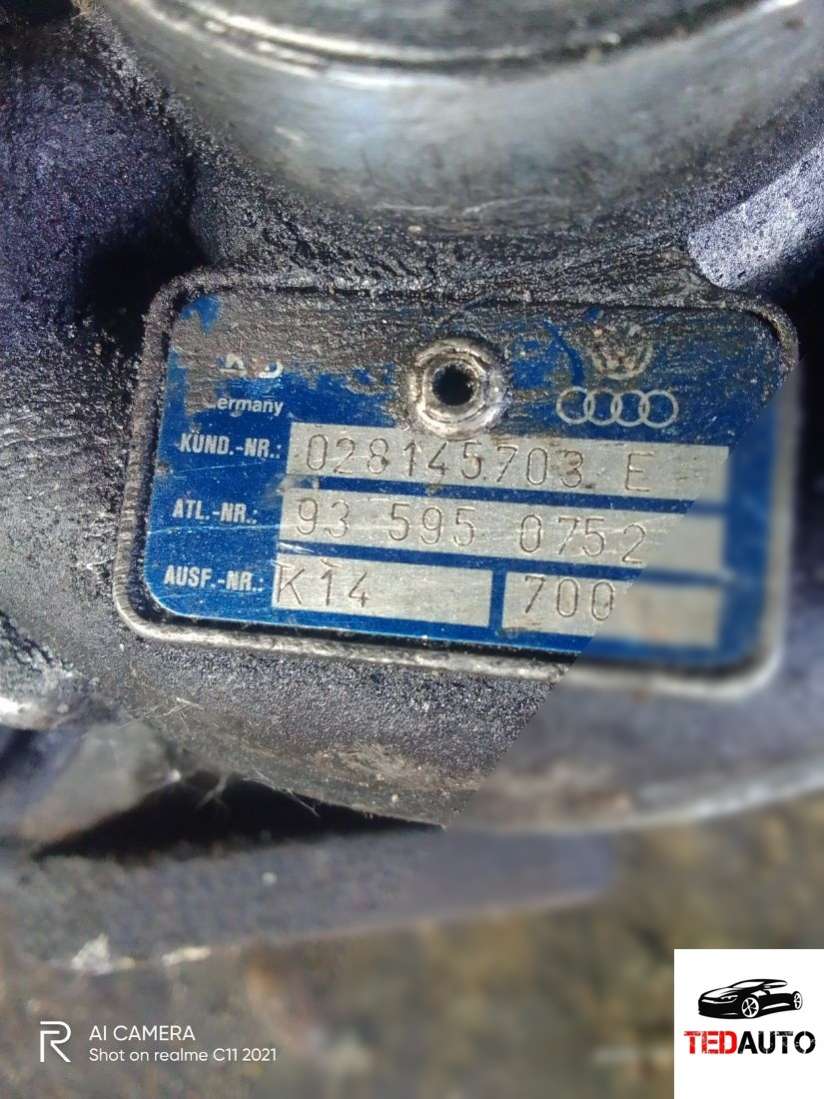 ermany
KUND.-NR.: 028145703 E
ATL.-NR.: 93 595 0752
AUSF.-NR.: K14 700
AI CAMERA
Shot on realme C11 2021
TEDAUTO